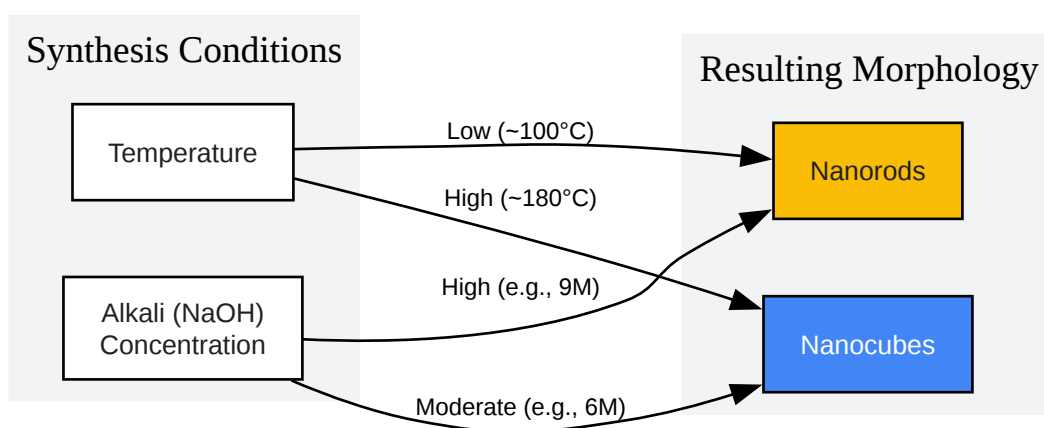 Synthesis Conditions
Resulting Morphology
Temperature
Low (~100°C)
Nanorods
High (~180°C)
High (e.g., 9M)
Alkali (NaOH)
Concentration
Nanocubes
Moderate (e.g., 6M)